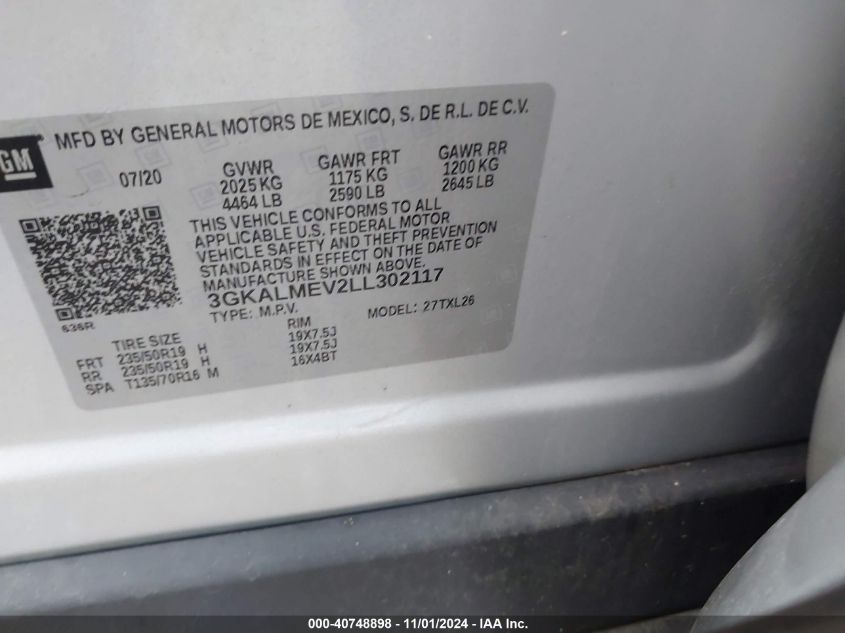 GM
MFD BY GENERAL MOTORS DE MEXICO, S. DE R.L. DE C.V.
07/20 GVWR GAWR FRT GAWR RR
2025 KG 1175 KG 1200 KG
4464 LB 2590 LB 2645 LB
THIS VEHICLE CONFORMS TO ALL
APPLICABLE U.S. FEDERAL MOTOR
VEHICLE SAFETY AND THEFT PREVENTION
STANDARDS IN EFFECT ON THE DATE OF
MANUFACTURE SHOWN ABOVE.
3GKALMEV2LL302117
TYPE: M.P.V. MODEL: 27TXL26
636R
TIRE SIZE RIM
FRT 235/50R19 H 19X7.5J
RR 235/50R19 H 19X7.5J
SPA T135/70R16 M 16X4BT
000-40748898 - 11/01/2024 - Copyright © 2024 IAA, Inc.